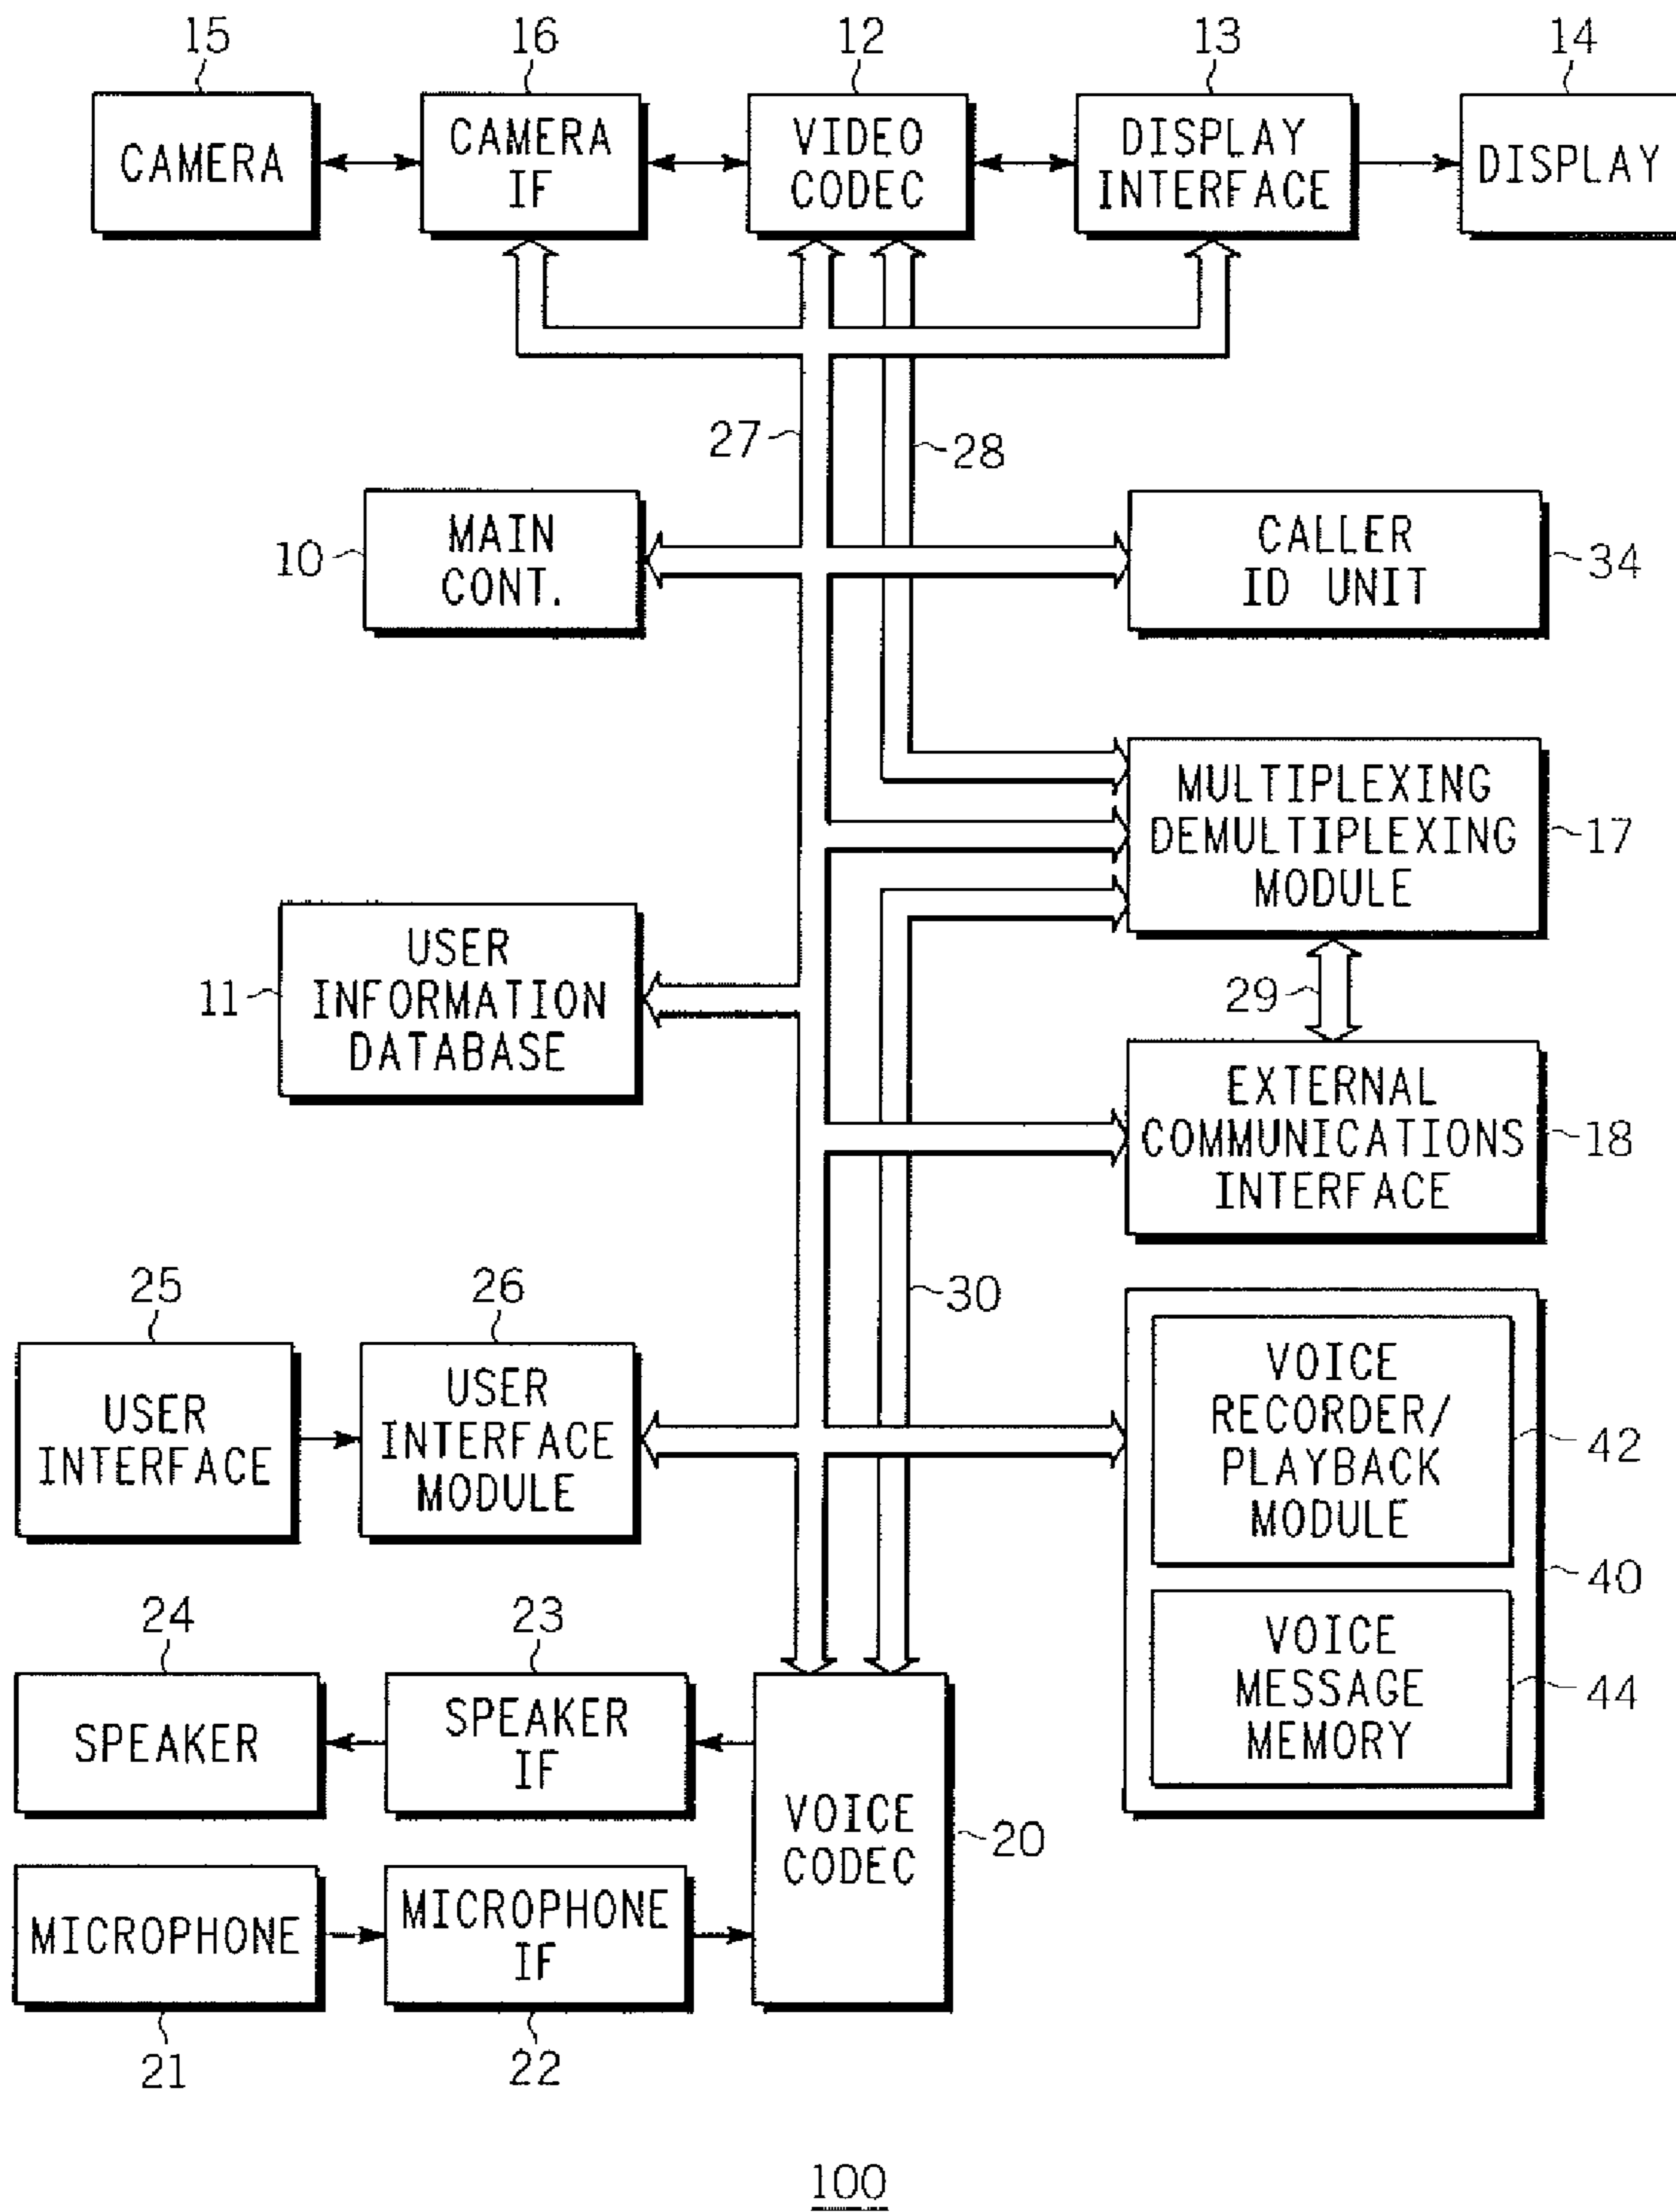 15
16
12
13
14
CAMERA
CAMERA
IF
VIDEO
CODEC
DISPLAY
INTERFACE
DISPLAY
27
28
10
MAIN
CONT.
CALLER
ID UNIT
34
MULTIPLEXING
DEMULTIPLEXING
MODULE
17
11
USER
INFORMATION
DATABASE
29
EXTERNAL
COMMUNICATIONS
INTERFACE
18
25
26
30
USER
INTERFACE
USER
INTERFACE
MODULE
VOICE
RECORDER/
PLAYBACK
MODULE
42
40
24
23
SPEAKER
SPEAKER
IF
VOICE
MESSAGE
MEMORY
44
VOICE
CODEC
20
MICROPHONE
MICROPHONE
IF
21
22
100